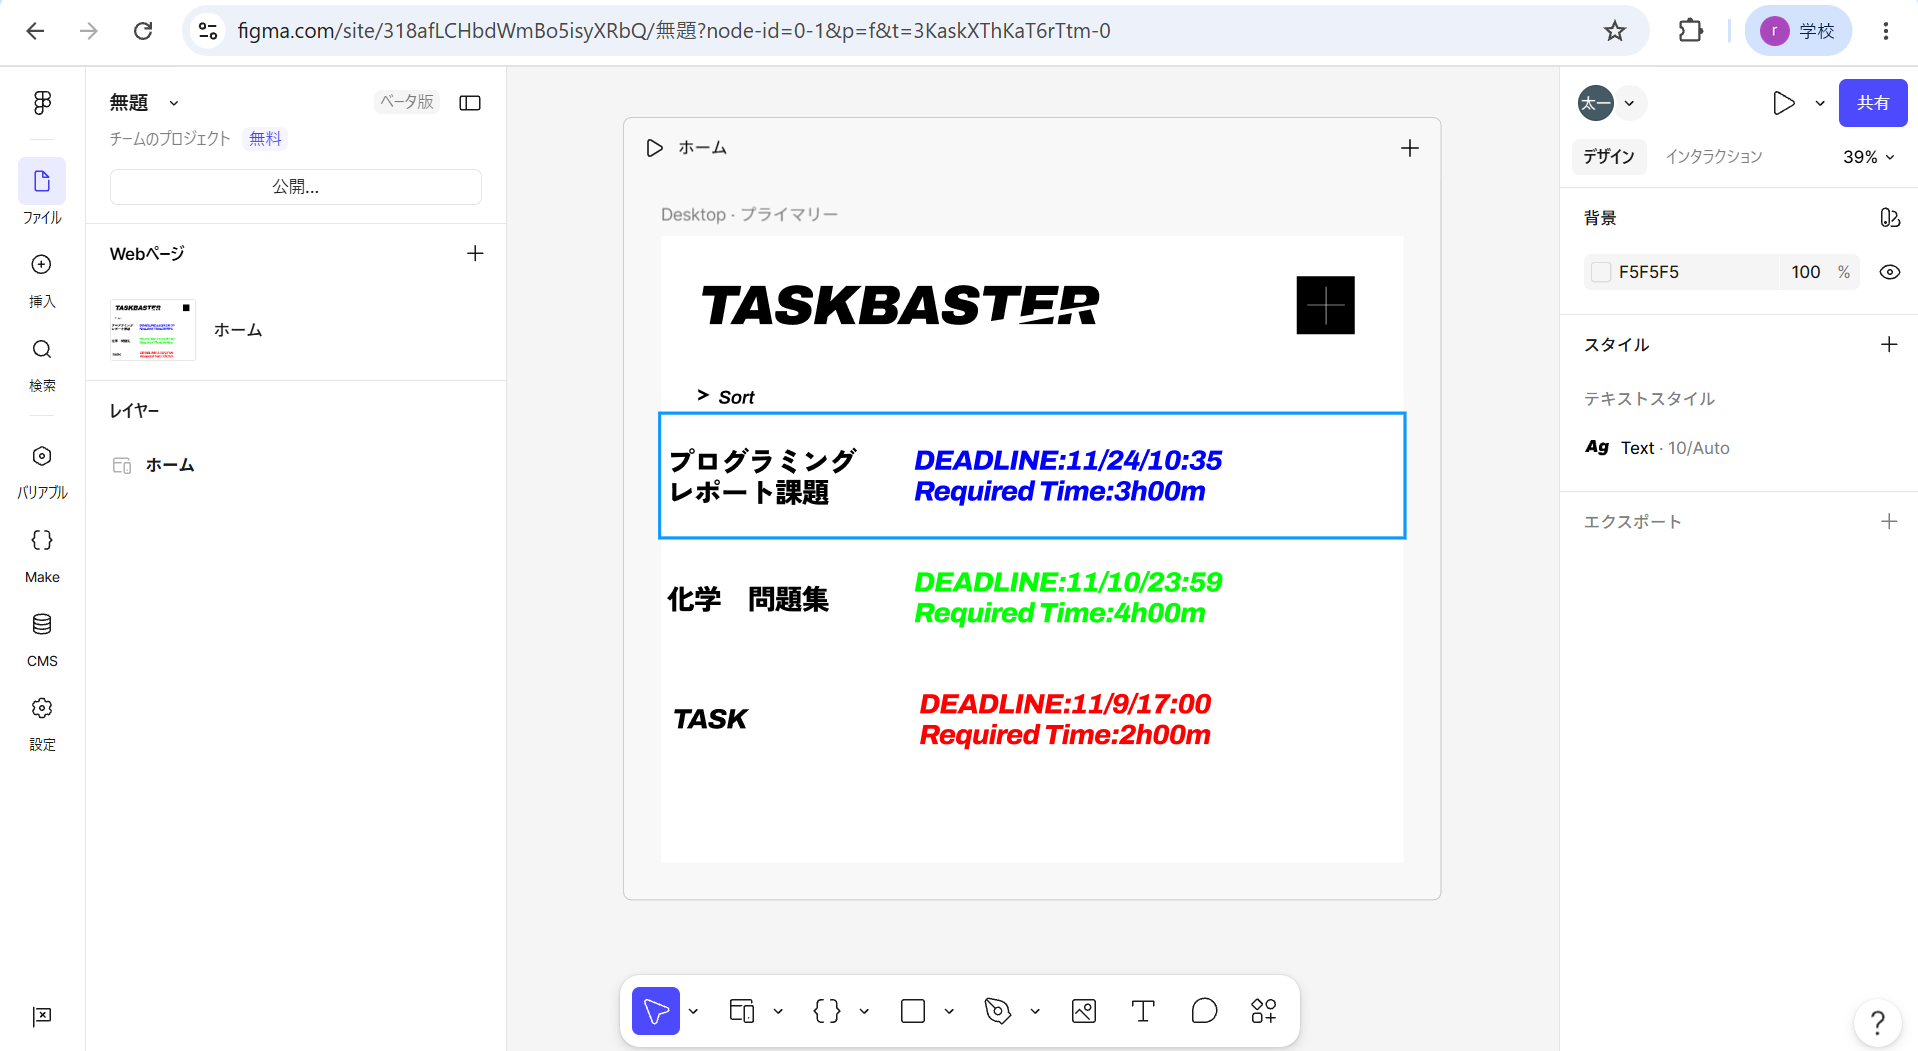 figma.com/site/318afLCHbdWmBo5isyXRbQ/無題?node-id=0-1&p=f&t=3KaskXThKaT6rTtm-0
r 学校
無題
ベータ版
チームのプロジェクト 無料
公開...
ファイル
挿入
検索
バリアブル
Make
CMS
設定
Webページ
ホーム
レイヤー
ホーム
ホーム
Desktop · プライマリー
TASKBASTER
> Sort
プログラミング
レポート課題
DEADLINE:11/24/10:35
Required Time:3h00m
化学 問題集
DEADLINE:11/10/23:59
Required Time:4h00m
TASK
DEADLINE:11/9/17:00
Required Time:2h00m
太一
共有
デザイン インタラクション 39%
背景
F5F5F5 100 %
スタイル
テキストスタイル
Ag Text · 10/Auto
エクスポート
?